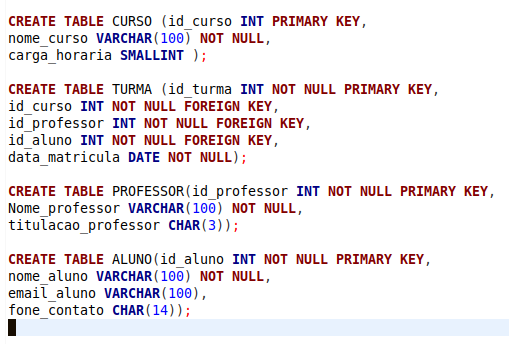 CREATE TABLE CURSO (id_curso INT PRIMARY KEY,
nome_curso VARCHAR(100) NOT NULL,
carga_horaria SMALLINT );
CREATE TABLE TURMA (id_turma INT NOT NULL PRIMARY KEY,
id_curso INT NOT NULL FOREIGN KEY,
id_professor INT NOT NULL FOREIGN KEY,
id_aluno INT NOT NULL FOREIGN KEY,
data_matricula DATE NOT NULL);
CREATE TABLE PROFESSOR(id_professor INT NOT NULL PRIMARY KEY,
Nome_professor VARCHAR(100) NOT NULL,
titulacao_professor CHAR(3));
CREATE TABLE ALUNO(id_aluno INT NOT NULL PRIMARY KEY,
nome_aluno VARCHAR(100) NOT NULL,
email_aluno VARCHAR(100),
fone_contato CHAR(14));